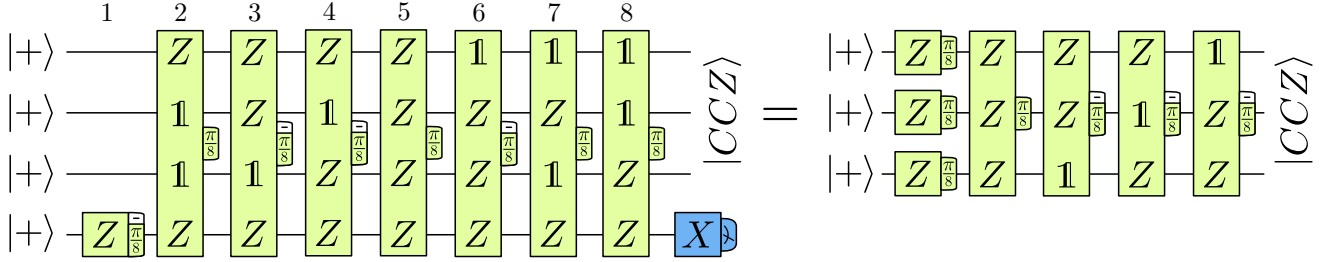 1 2 3 4 5 6 7 8
|+⟩ Z Z Z Z 𝟙 𝟙 𝟙
|+⟩ 𝟙 Z 𝟙 Z Z Z 𝟙
π/8 -π/8 -π/8 π/8 -π/8 π/8 π/8
|+⟩ 𝟙 𝟙 Z Z Z 𝟙 Z
|+⟩ Z -π/8 Z Z Z Z Z Z Z X
|CCZ⟩
=
|+⟩ Z π/8 Z Z Z 𝟙
|+⟩ Z π/8 Z Z 𝟙 Z
π/8 -π/8 -π/8 -π/8
|+⟩ Z π/8 Z 𝟙 Z Z
|CCZ⟩